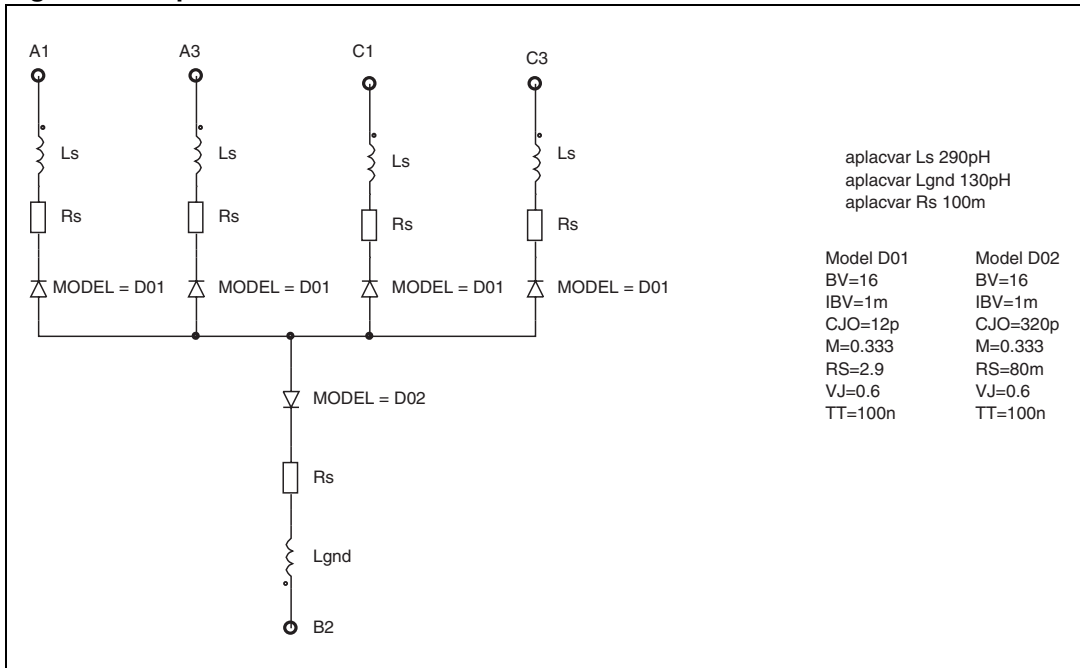 A1 A3 C1 C3
Ls Ls Ls Ls
Rs Rs Rs Rs
MODEL = D01 MODEL = D01 MODEL = D01 MODEL = D01
MODEL = D02
Rs
Lgnd
B2
aplacvar Ls 290pH
aplacvar Lgnd 130pH
aplacvar Rs 100m
Model D01 Model D02
BV=16 BV=16
IBV=1m IBV=1m
CJO=12p CJO=320p
M=0.333 M=0.333
RS=2.9 RS=80m
VJ=0.6 VJ=0.6
TT=100n TT=100n